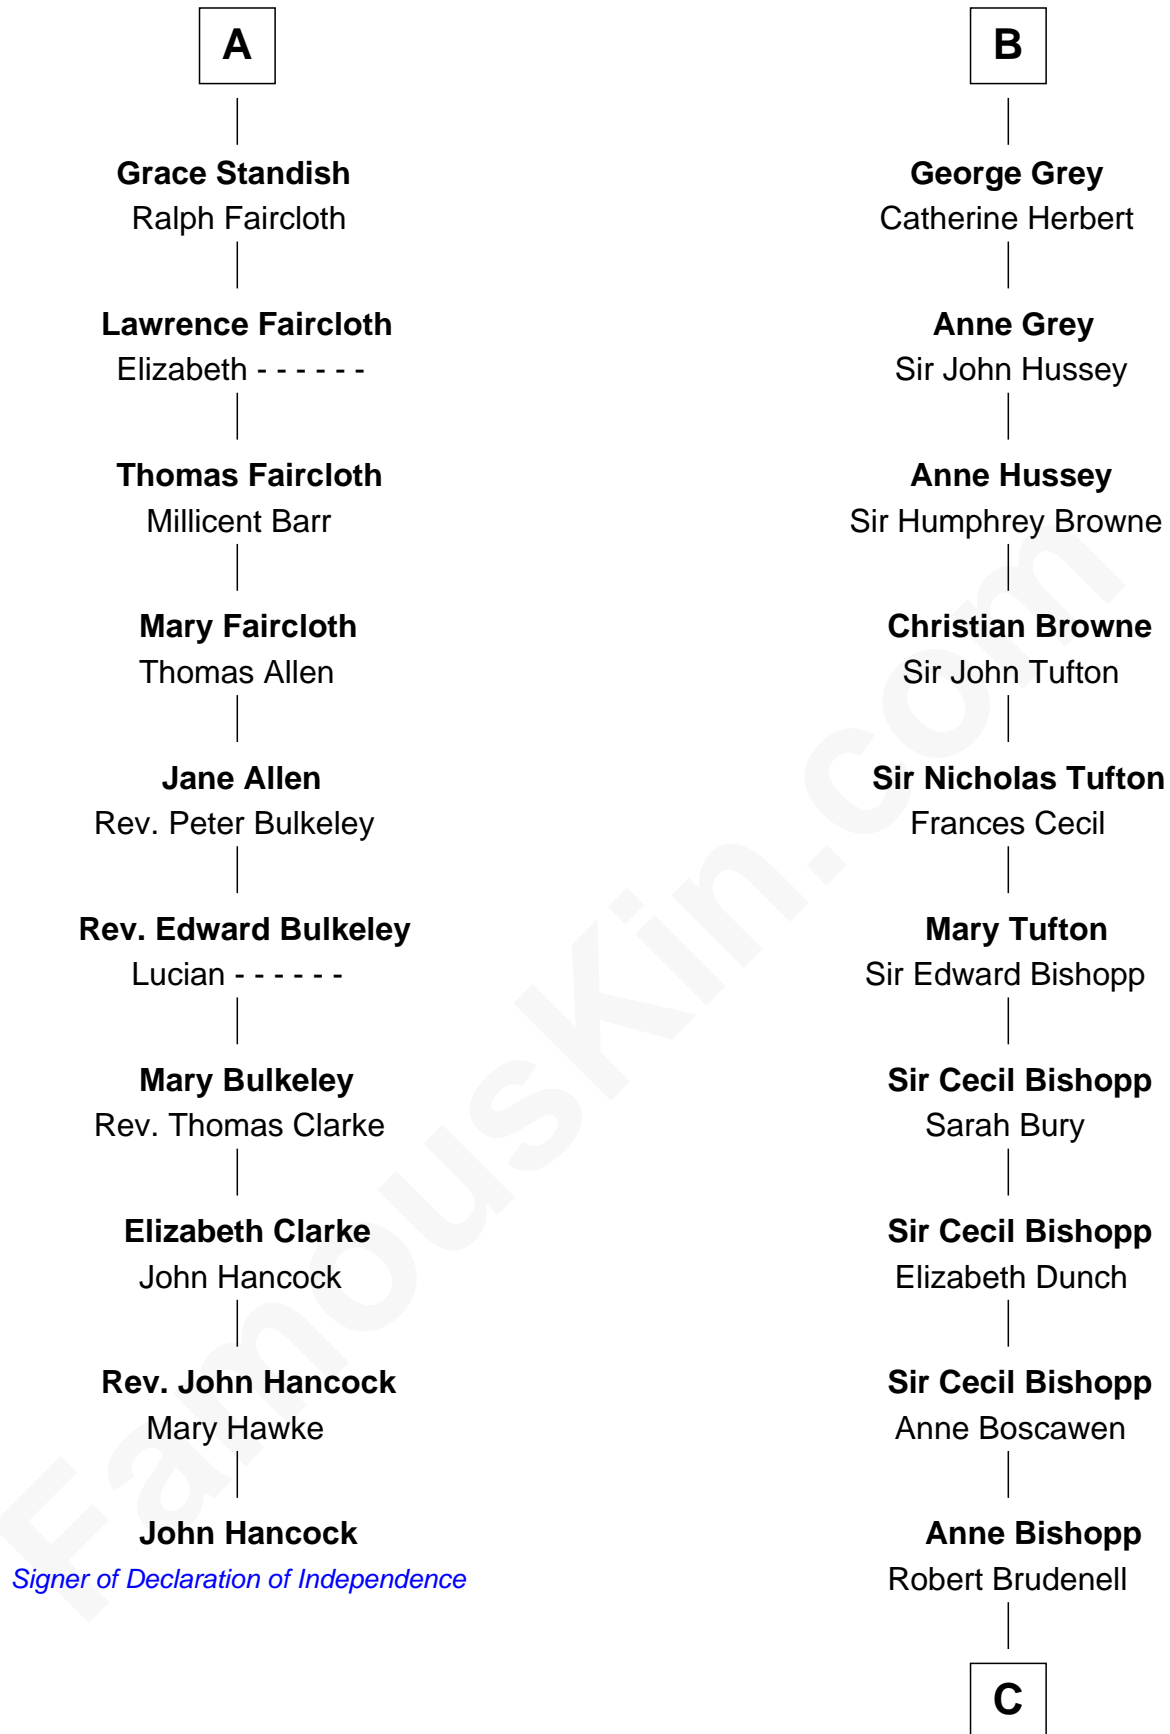 A
Grace Standish
Ralph Faircloth
Lawrence Faircloth
Elizabeth - - - - - -
Thomas Faircloth
Millicent Barr
Mary Faircloth
Thomas Allen
Jane Allen
Rev. Peter Bulkeley
Rev. Edward Bulkeley
Lucian - - - - - -
Mary Bulkeley
Rev. Thomas Clarke
Elizabeth Clarke
John Hancock
Rev. John Hancock
Mary Hawke
John Hancock
Signer of Declaration of Independence
B
George Grey
Catherine Herbert
Anne Grey
Sir John Hussey
Anne Hussey
Sir Humphrey Browne
Christian Browne
Sir John Tufton
Sir Nicholas Tufton
Frances Cecil
Mary Tufton
Sir Edward Bishopp
Sir Cecil Bishopp
Sarah Bury
Sir Cecil Bishopp
Elizabeth Dunch
Sir Cecil Bishopp
Anne Boscawen
Anne Bishopp
Robert Brudenell
C
FamousKin.com